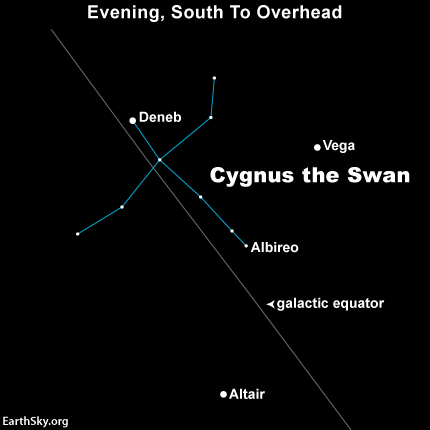 Evening, South To Overhead
Deneb
Vega
Cygnus the Swan
Albireo
galactic equator
Altair
EarthSky.org